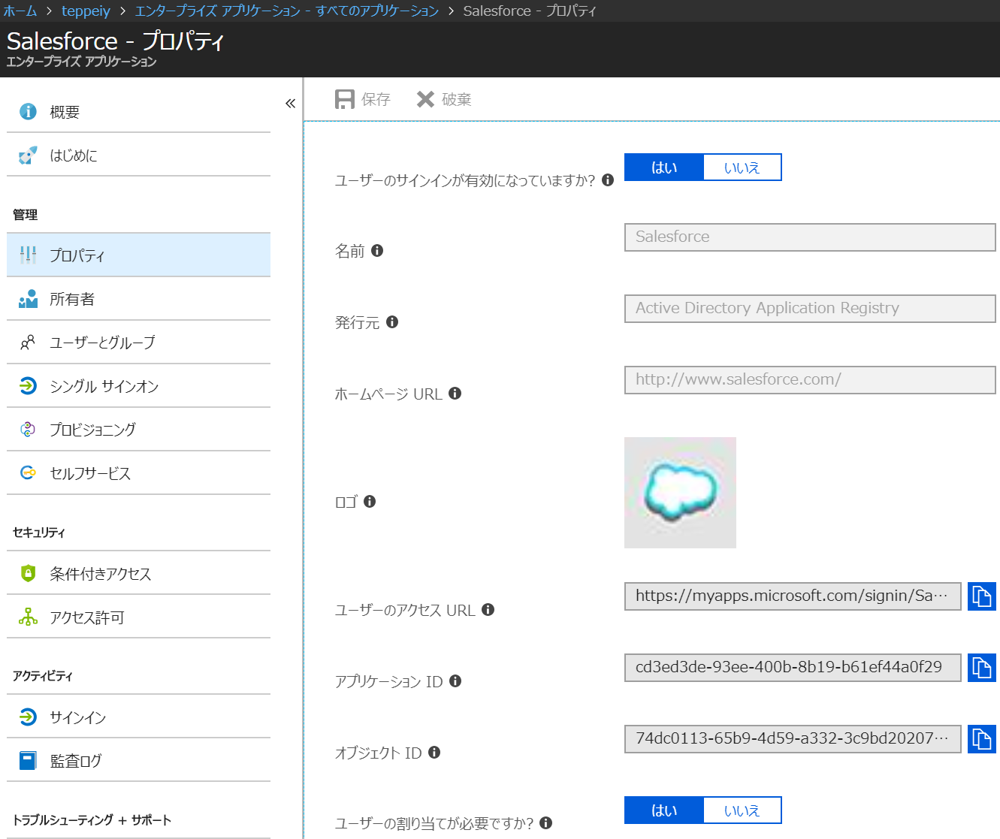 ホーム > teppeiy > エンタープライズ アプリケーション - すべてのアプリケーション > Salesforce - プロパティ
Salesforce - プロパティ
エンタープライズ アプリケーション
«
概要
はじめに
管理
プロパティ
所有者
ユーザーとグループ
シングル サインオン
プロビジョニング
セルフサービス
セキュリティ
条件付きアクセス
アクセス許可
アクティビティ
サインイン
監査ログ
トラブルシューティング + サポート
保存 破棄
ユーザーのサインインが有効になっていますか? はい いいえ
名前 Salesforce
発行元 Active Directory Application Registry
ホームページ URL http://www.salesforce.com/
ロゴ
ユーザーのアクセス URL https://myapps.microsoft.com/signin/Sa…
アプリケーション ID cd3ed3de-93ee-400b-8b19-b61ef44a0f29
オブジェクト ID 74dc0113-65b9-4d59-a332-3c9bd20207…
ユーザーの割り当てが必要ですか? はい いいえ